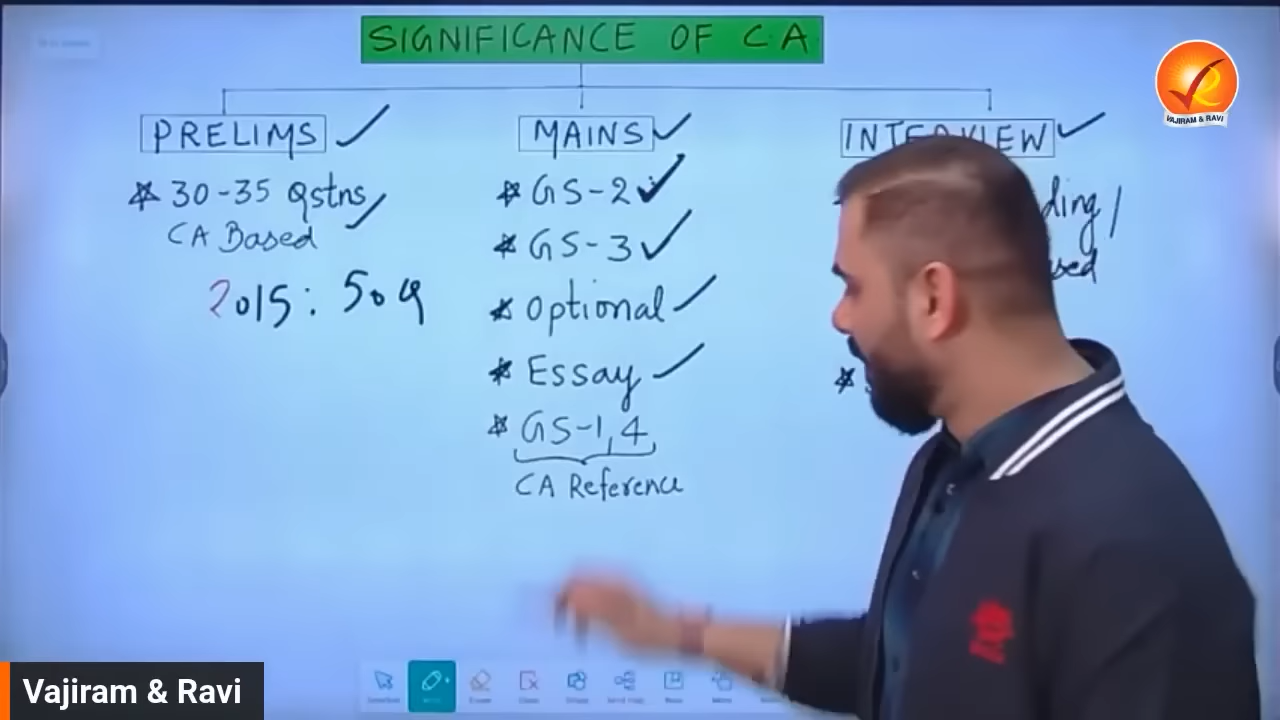 SIGNIFICANCE OF CA
VAJIRAM & RAVI
PRELIMS
* 30-35 Qstns
CA Based
2015: 50 q
MAINS
* GS-2
* GS-3
* Optional
* Essay
* GS-1,4
CA Reference
INTERVIEW
Vajiram & Ravi